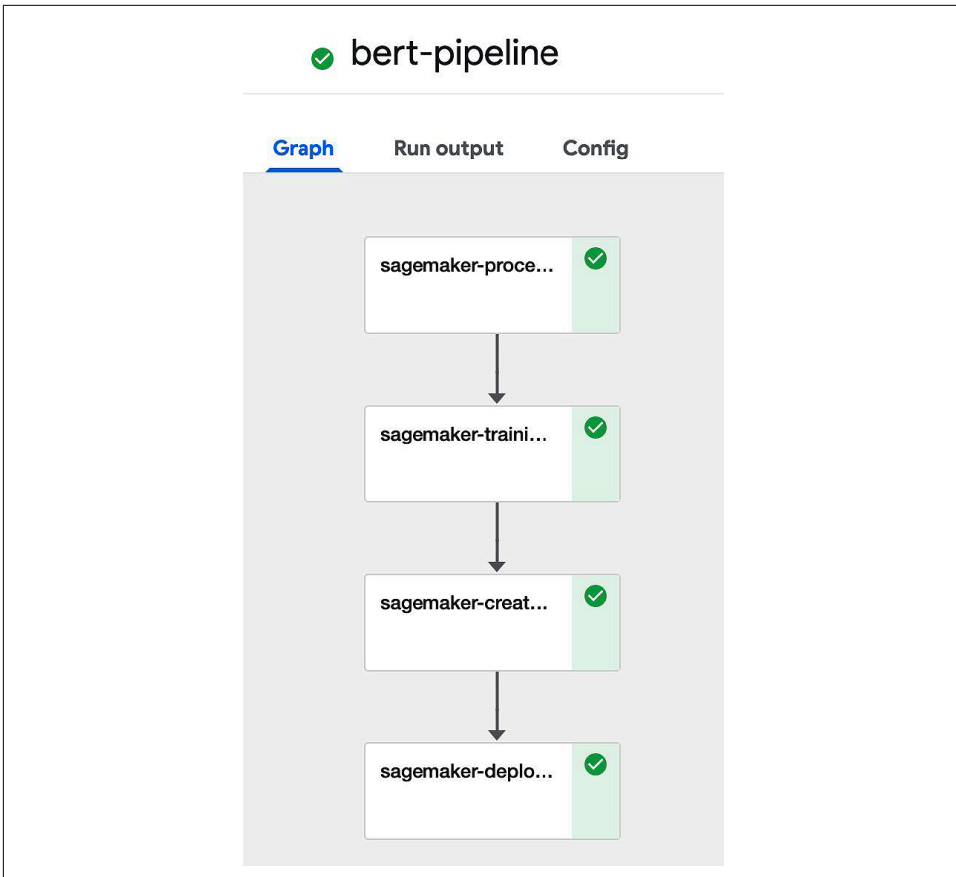 bert-pipeline
Graph Run output Config
sagemaker-proce...
sagemaker-traini...
sagemaker-creat...
sagemaker-deplo...